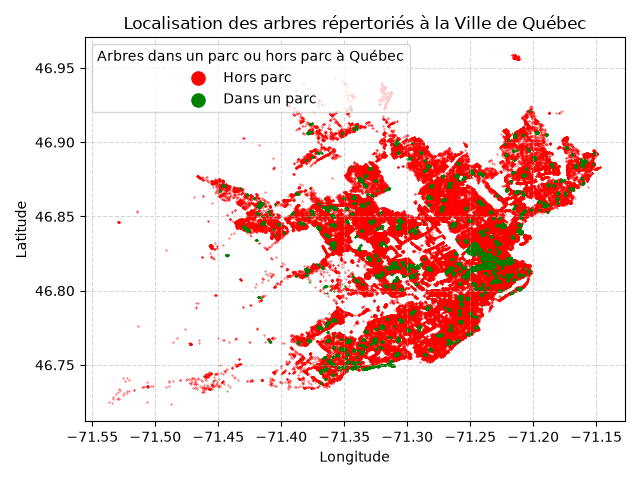 Localisation des arbres répertoriés à la Ville de Québec
Arbres dans un parc ou hors parc à Québec
Hors parc
Dans un parc
Latitude
46.95
46.90
46.85
46.80
46.75
−71.55 −71.50 −71.45 −71.40 −71.35 −71.30 −71.25 −71.20 −71.15
Longitude